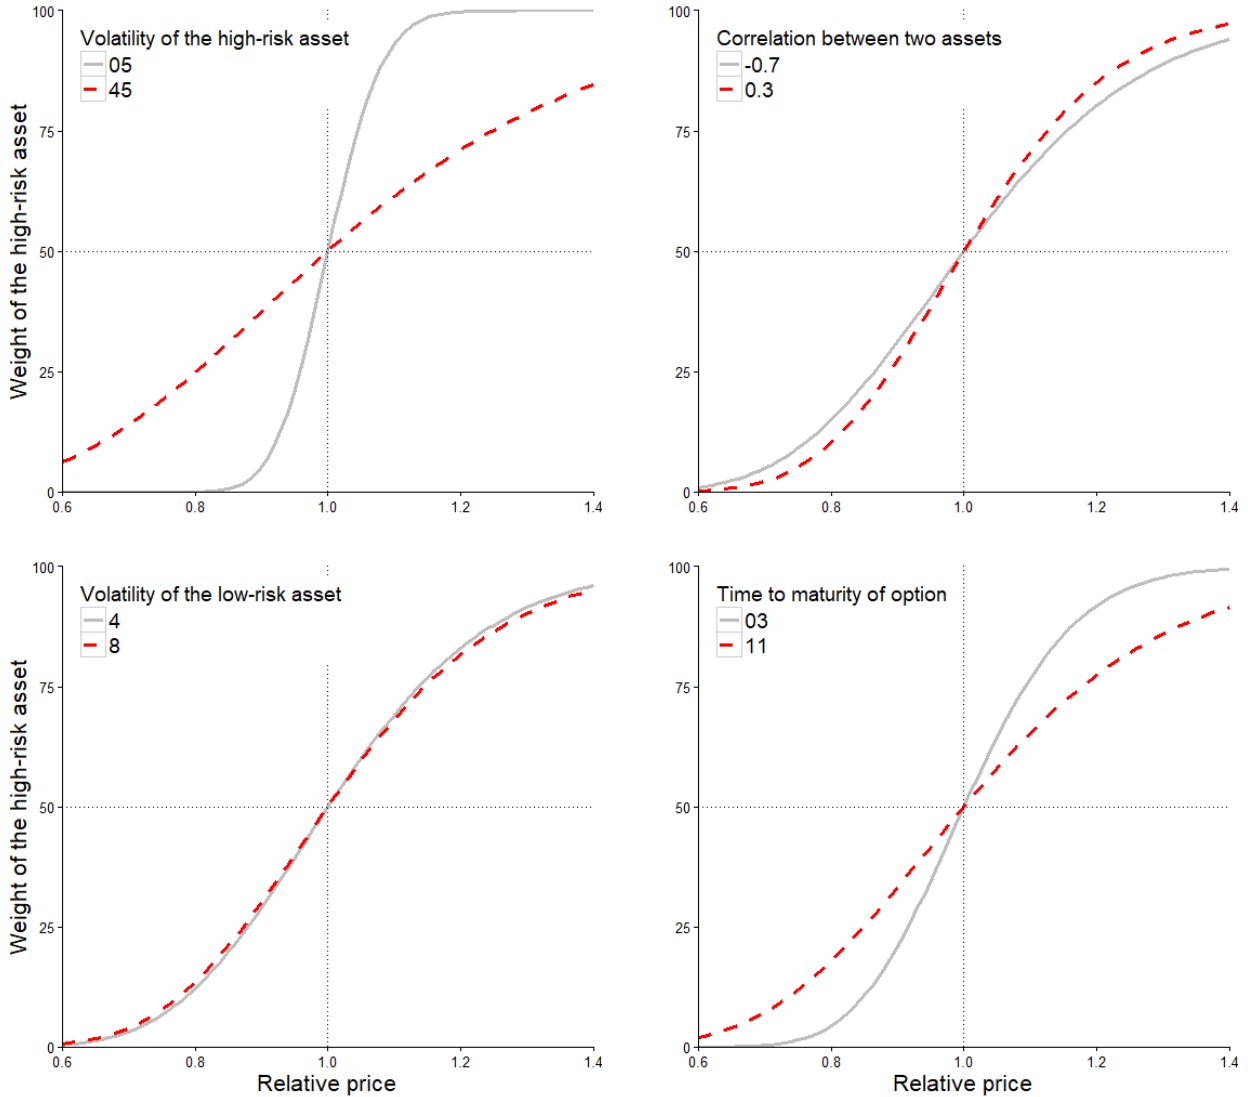 Volatility of the high-risk asset
05
45
Weight of the high-risk asset
100
75
50
25
0
0.6 0.8 1.0 1.2 1.4
Correlation between two assets
-0.7
0.3
100
75
50
25
0
0.6 0.8 1.0 1.2 1.4
Volatility of the low-risk asset
4
8
Weight of the high-risk asset
100
75
50
25
0
0.6 0.8 1.0 1.2 1.4
Relative price
Time to maturity of option
03
11
100
75
50
25
0
0.6 0.8 1.0 1.2 1.4
Relative price